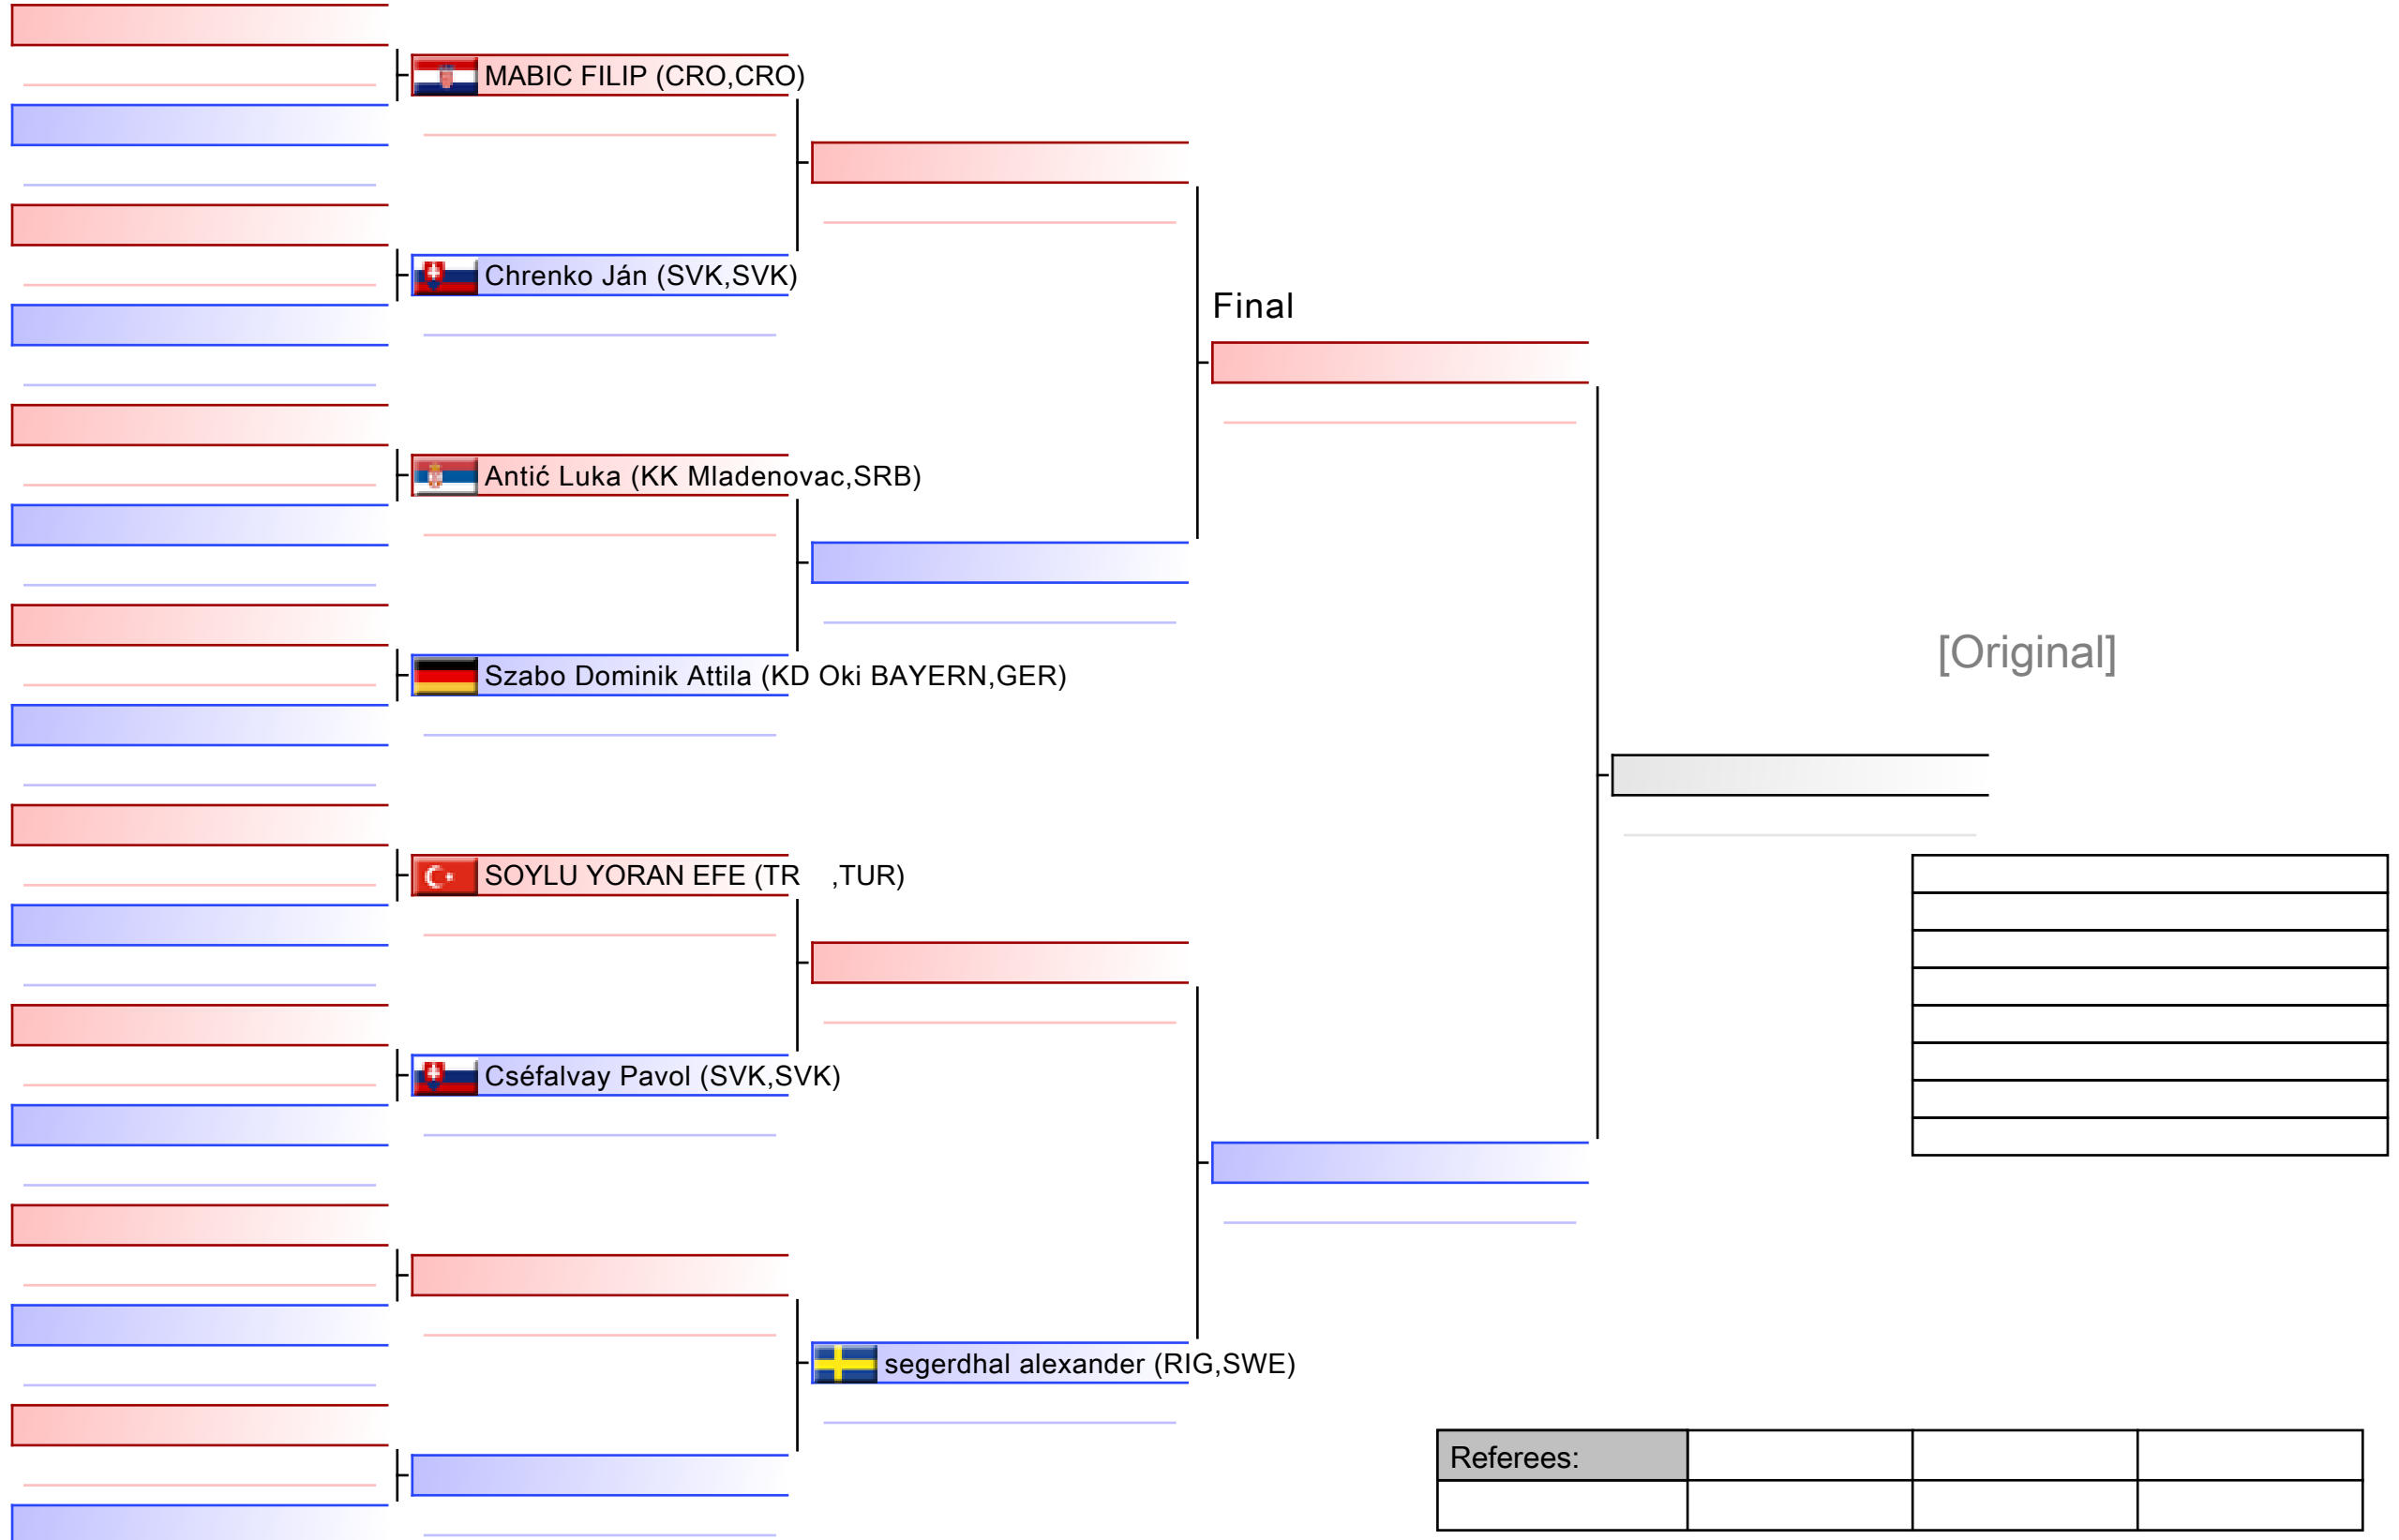 MABIC FILIP (CRO,CRO)
Chrenko Ján (SVK,SVK)
Final
Antić Luka (KK Mladenovac,SRB)
[Original]
Szabo Dominik Attila (KD Oki BAYERN,GER)
SOYLU YORAN EFE (TR ,TUR)
Cséfalvay Pavol (SVK,SVK)
segerdhal alexander (RIG,SWE)
Referees: